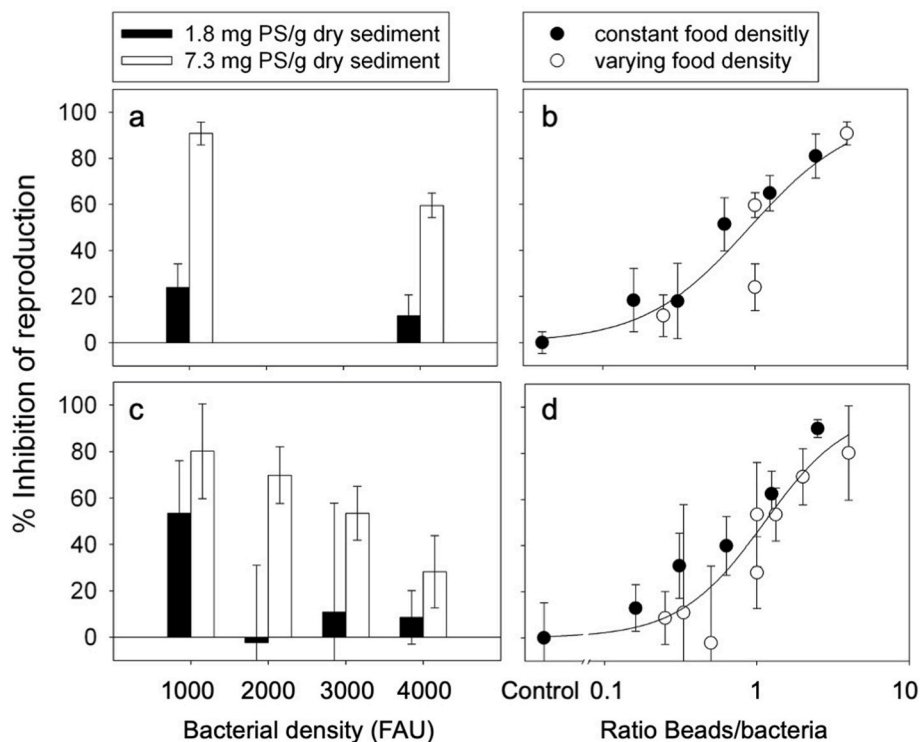 1.8 mg PS/g dry sediment
7.3 mg PS/g dry sediment
constant food densitly
varying food density
% Inhibition of reproduction
a
100
80
60
40
20
0
b
c
100
80
60
40
20
0
1000 2000 3000 4000
Bacterial density (FAU)
d
Control 0.1 1 10
Ratio Beads/bacteria